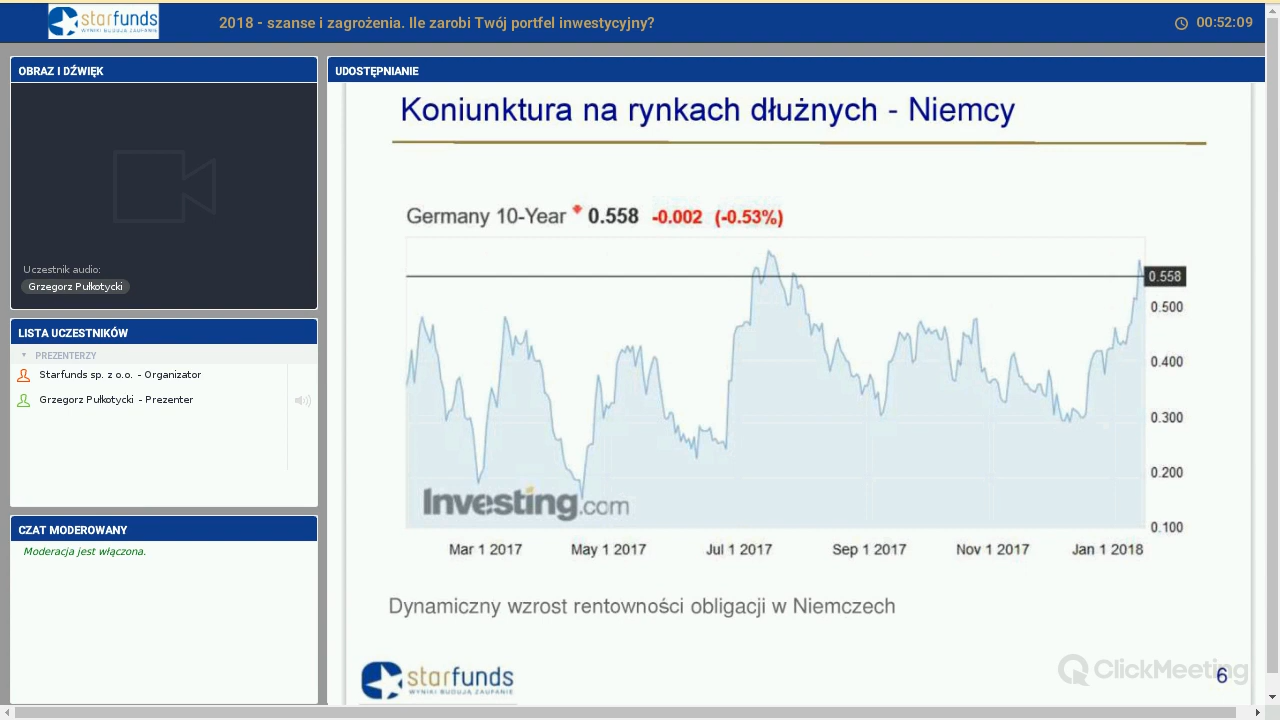 starfunds
WYNIKI BUDUJĄ ZAUFANIE
2018 - szanse i zagrożenia. Ile zarobi Twój portfel inwestycyjny?
00:52:09
OBRAZ I DŹWIĘK
Uczestnik audio:
Grzegorz Pułkotycki
LISTA UCZESTNIKÓW
PREZENTERZY
Starfunds sp. z o.o. - Organizator
Grzegorz Pułkotycki - Prezenter
CZAT MODEROWANY
Moderacja jest włączona.
UDOSTĘPNIANIE
Koniunktura na rynkach dłużnych - Niemcy
Germany 10-Year 0.558 -0.002 (-0.53%)
0.558
0.500
0.400
0.300
0.200
0.100
Investing.com
Mar 1 2017 May 1 2017 Jul 1 2017 Sep 1 2017 Nov 1 2017 Jan 1 2018
Dynamiczny wzrost rentowności obligacji w Niemczech
starfunds
WYNIKI BUDUJĄ ZAUFANIE
ClickMeeting
6